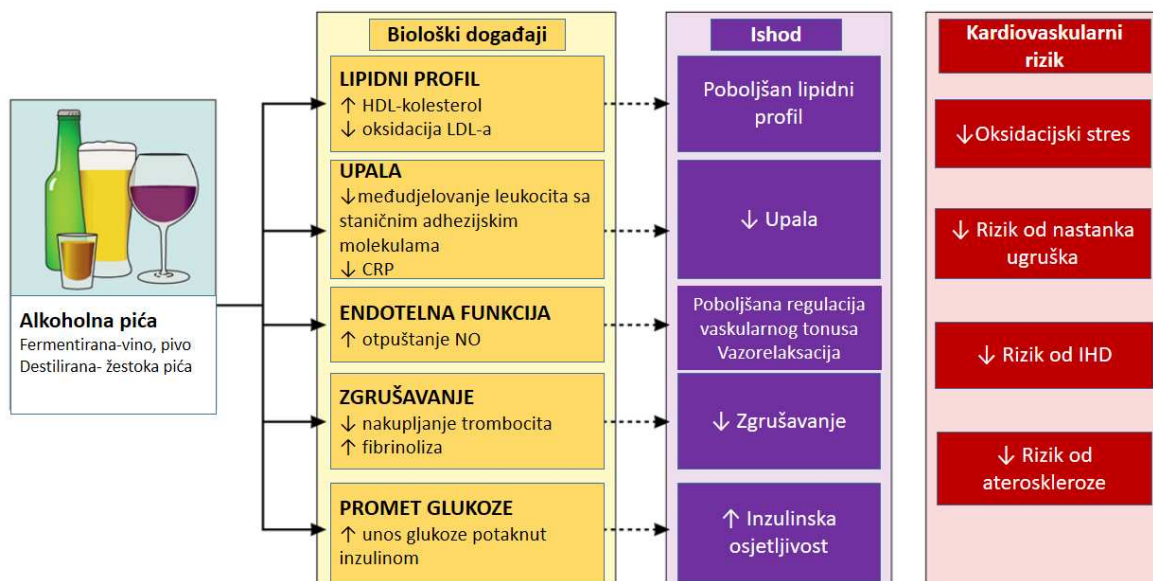 Alkoholna pića
Fermentirana-vino, pivo
Destilirana- žestoka pića
Biološki događaji
LIPIDNI PROFIL
↑ HDL-kolesterol
↓ oksidacija LDL-a
UPALA
↓međudjelovanje leukocita sa
staničnim adhezijskim
molekulama
↓ CRP
ENDOTELNA FUNKCIJA
↑ otpuštanje NO
ZGRUŠAVANJE
↓ nakupljanje trombocita
↑ fibrinoliza
PROMET GLUKOZE
↑ unos glukoze potaknut
inzulinom
Ishod
Poboljšan lipidni
profil
↓ Upala
Poboljšana regulacija
vaskularnog tonusa
Vazorelaksacija
↓ Zgrušavanje
↑ Inzulinska
osjetljivost
Kardiovaskularni
rizik
↓Oksidacijski stres
↓ Rizik od nastanka
ugruška
↓ Rizik od IHD
↓ Rizik od
ateroskleroze